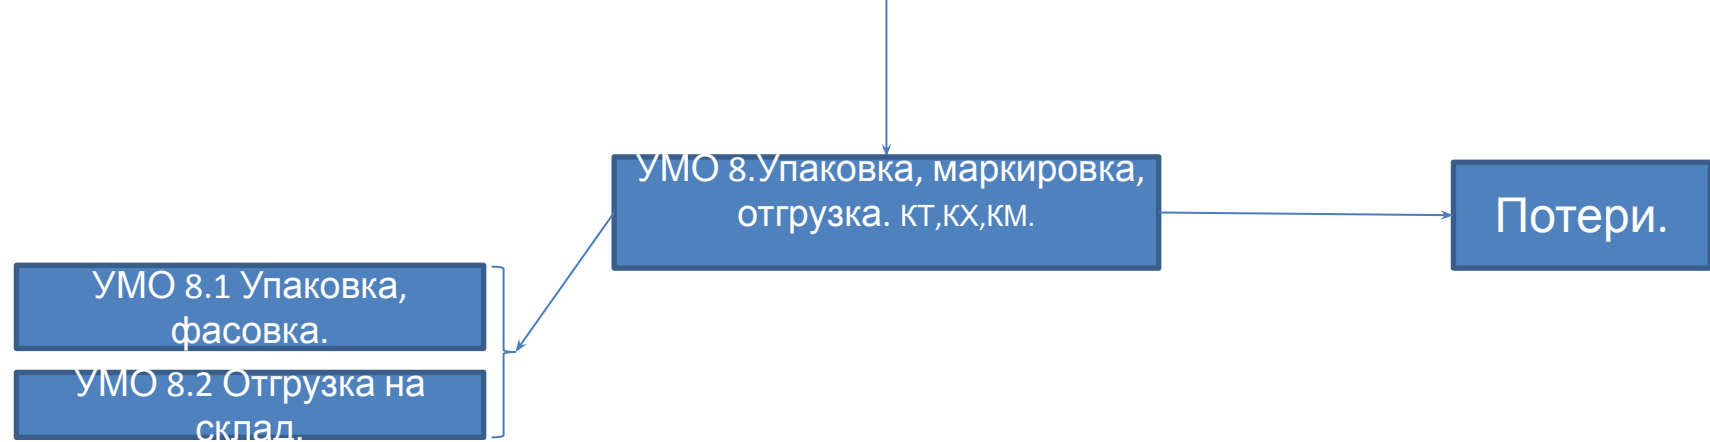 УМО 8.Упаковка, маркировка,
отгрузка. КТ,КХ,КМ.
Потери.
УМО 8.1 Упаковка,
фасовка.
УМО 8.2 Отгрузка на
склад.